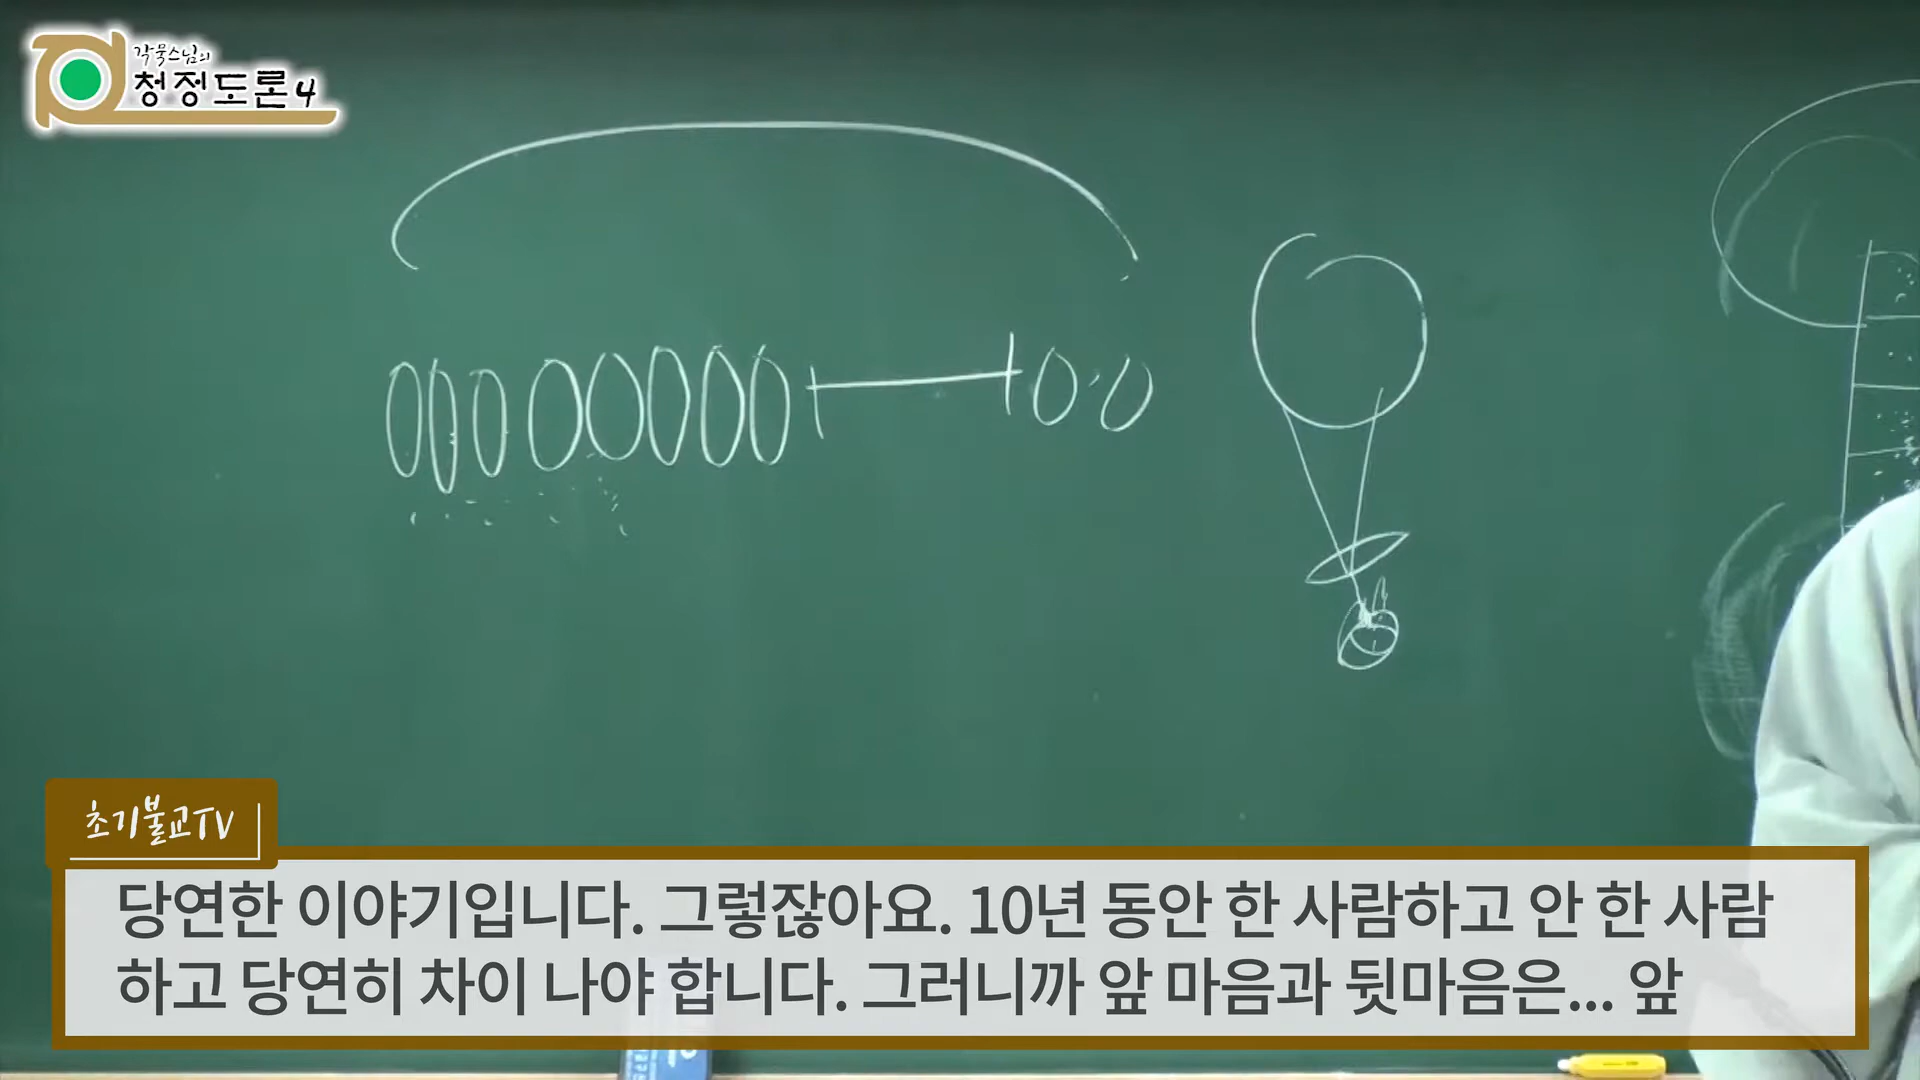 각묵스님의
청정도론 4
초기불교TV
당연한 이야기입니다. 그렇잖아요. 10년 동안 한 사람하고 안 한 사람
하고 당연히 차이 나야 합니다. 그러니까 앞 마음과 뒷마음은... 앞